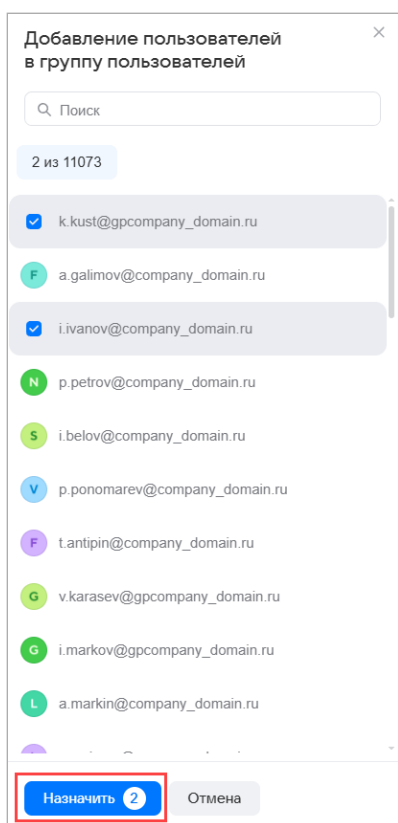 Добавление пользователей
в группу пользователей
Поиск
2 из 11073
k.kust@gpcompany_domain.ru
F a.galimov@company_domain.ru
i.ivanov@company_domain.ru
N p.petrov@company_domain.ru
S i.belov@company_domain.ru
V p.ponomarev@company_domain.ru
F t.antipin@company_domain.ru
G v.karasev@gpcompany_domain.ru
G i.markov@gpcompany_domain.ru
L a.markin@company_domain.ru
Назначить 2 Отмена